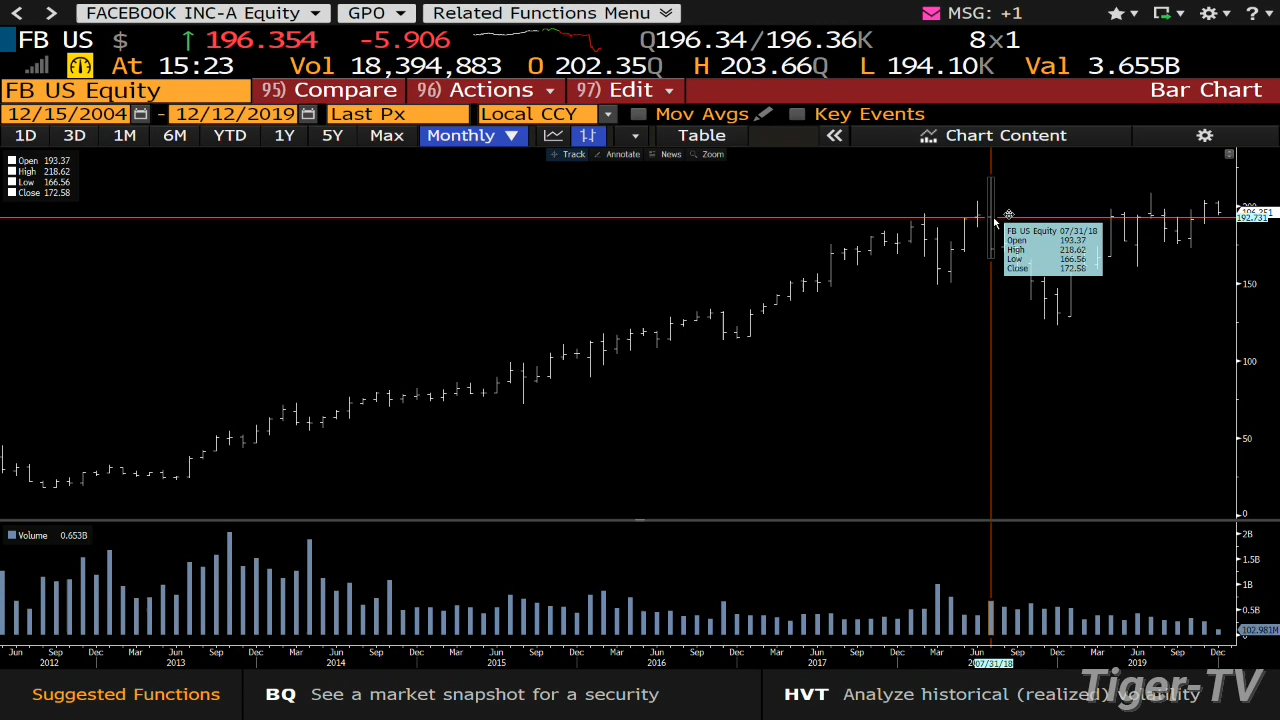 FACEBOOK INC-A Equity GPO Related Functions Menu MSG: +1 ?
FB US $ ↑ 196.354 -5.906 Q196.34/196.36K 8x1
At 15:23 Vol 18,394,883 O 202.35Q H 203.66Q L 194.10K Val 3.655B
FB US Equity 95) Compare 96) Actions 97) Edit Bar Chart
12/15/2004 - 12/12/2019 Last Px Local CCY Mov Avgs Key Events
1D 3D 1M 6M YTD 1Y 5Y Max Monthly ▼ Table « Chart Content
Track Annotate News Zoom
Open 193.37
High 218.62
Low 166.56
Close 172.58
192.731
FB US Equity 07/31/18
Open 193.37
High 218.62
Low 166.56
Close 172.58
150
100
50
0
Volume 0.653B
2B
1.5B
1B
0.5B
102.981M
Jun Sep Dec Mar Jun Sep Dec Mar Jun Sep Dec Mar Jun Sep Dec Mar Jun Sep Dec Mar Jun Sep Dec Mar Jun Sep Dec Mar Jun Sep Dec
2012 2013 2014 2015 2016 2017 07/31/18 2019
Suggested Functions BQ See a market snapshot for a security HVT Analyze historical (realized) volatility
Tiger-TV